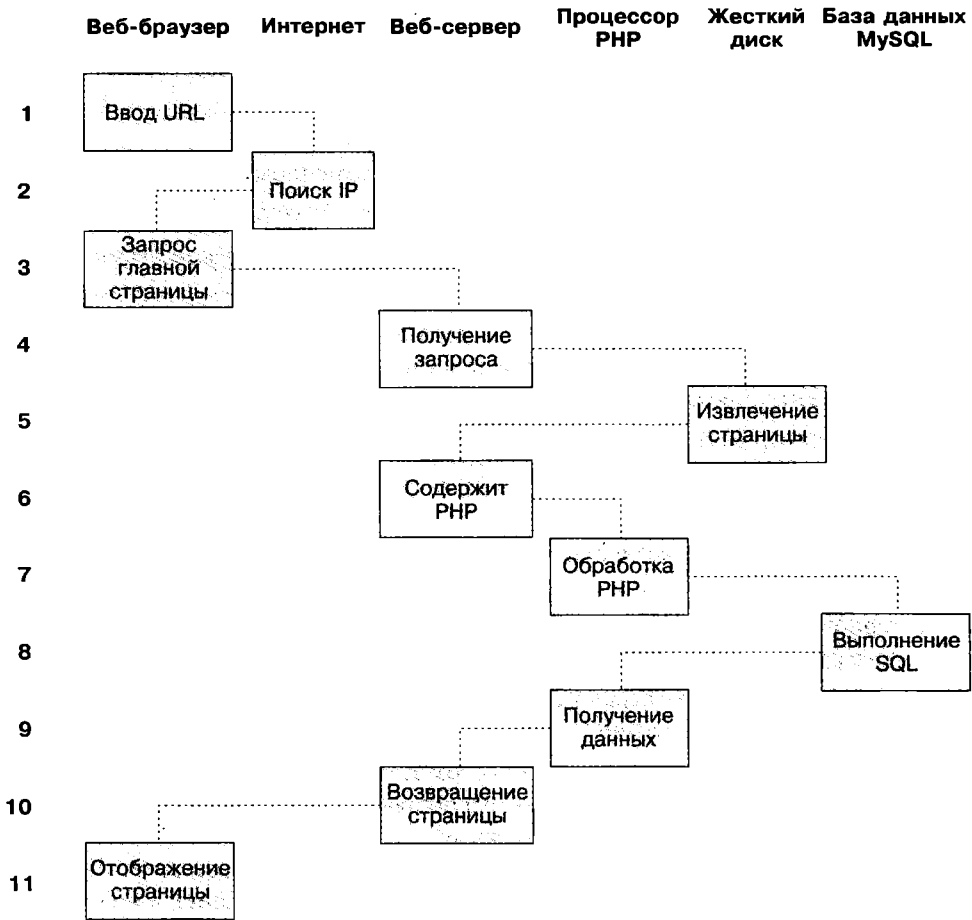 Веб-браузер
Интернет
Веб-сервер
Процессор
PHP
Жесткий
диск
База данных
MySQL
1
Ввод URL
2
Поиск IP
3
Запрос
главной
страницы
4
Получение
запроса
5
Извлечение
страницы
6
Содержит
PHP
7
Обработка
PHP
8
Выполнение
SQL
9
Получение
данных
10
Возвращение
страницы
11
Отображение
страницы